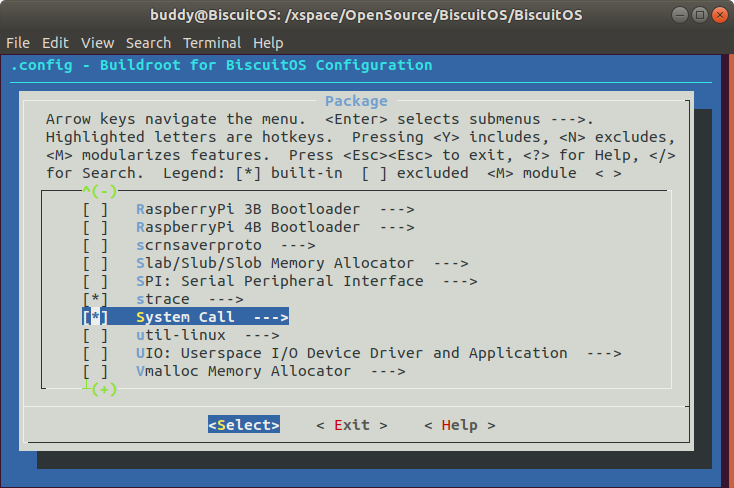 buddy@BiscuitOS: /xspace/OpenSource/BiscuitOS/BiscuitOS
File Edit View Search Terminal Help
.config - Buildroot for BiscuitOS Configuration
Package
Arrow keys navigate the menu.  <Enter> selects submenus --->.
Highlighted letters are hotkeys.  Pressing <Y> includes, <N> excludes,
<M> modularizes features.  Press <Esc><Esc> to exit, <?> for Help, </>
for Search.  Legend: [*] built-in  [ ] excluded  <M> module  < >
^(-)
[ ]   RaspberryPi 3B Bootloader  --->
[ ]   RaspberryPi 4B Bootloader  --->
[ ]   scrnsaverproto  --->
[ ]   Slab/Slub/Slob Memory Allocator  --->
[ ]   SPI: Serial Peripheral Interface  --->
[*]   strace  --->
[*]   System Call  --->
[ ]   util-linux  --->
[ ]   UIO: Userspace I/O Device Driver and Application  --->
[ ]   Vmalloc Memory Allocator  --->
┴(+)
<Select>    < Exit >    < Help >